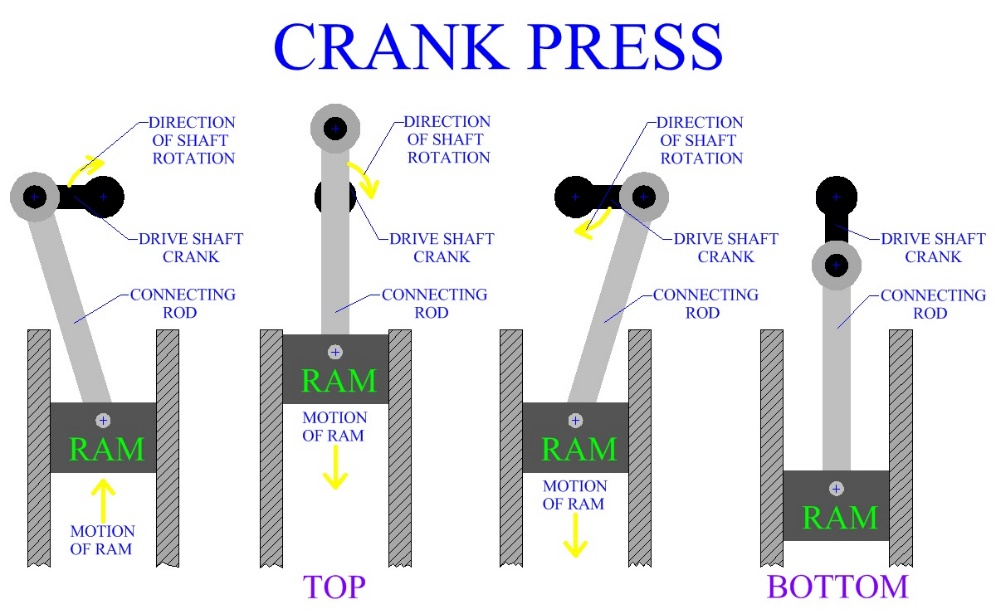 CRANK PRESS
DIRECTION
OF SHAFT
ROTATION
DRIVE SHAFT
CRANK
CONNECTING
ROD
RAM
MOTION
OF RAM
DIRECTION
OF SHAFT
ROTATION
DRIVE SHAFT
CRANK
CONNECTING
ROD
RAM
MOTION
OF RAM
TOP
DIRECTION
OF SHAFT
ROTATION
DRIVE SHAFT
CRANK
CONNECTING
ROD
RAM
MOTION
OF RAM
DRIVE SHAFT
CRANK
CONNECTING
ROD
RAM
BOTTOM